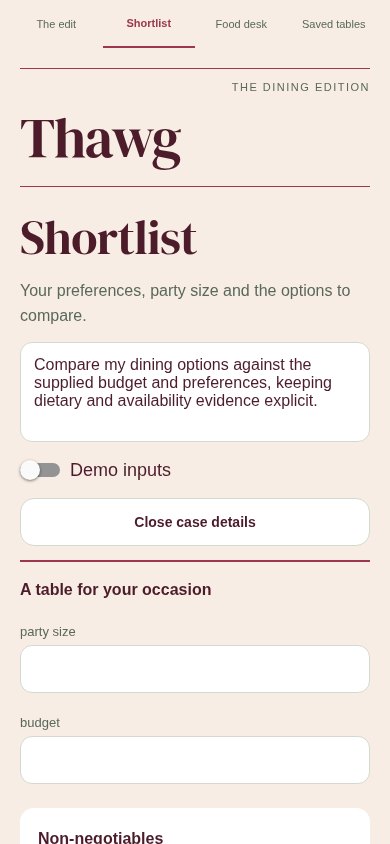 The edit
Shortlist
Food desk
Saved tables
THE DINING EDITION
Thawg
Shortlist
Your preferences, party size and the options to
compare.
Compare my dining options against the
supplied budget and preferences, keeping
dietary and availability evidence explicit.
Demo inputs
Close case details
A table for your occasion
party size
budget
Non-negotiables